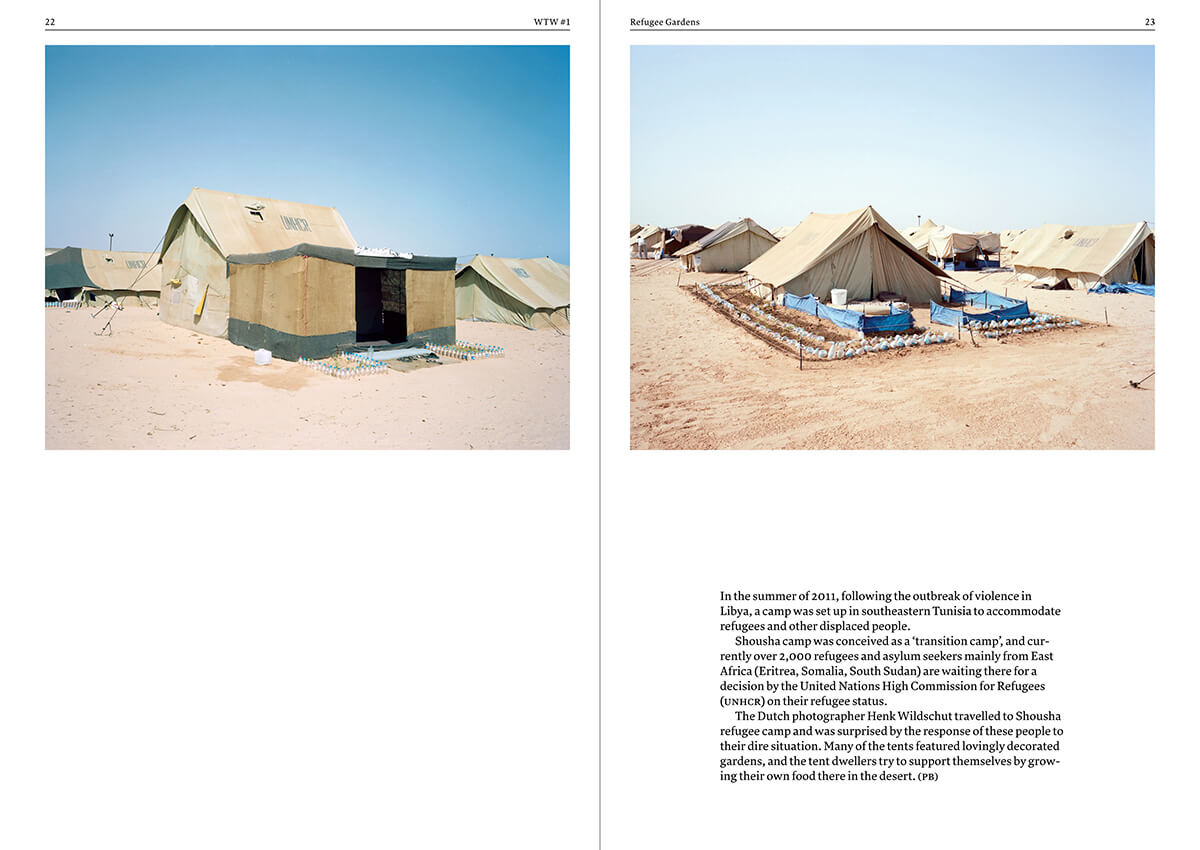 22
WTW #1
UNHCR
UNHCR
Refugee Gardens
23
In the summer of 2011, following the outbreak of violence in
Libya, a camp was set up in southeastern Tunisia to accommodate
refugees and other displaced people.
Shousha camp was conceived as a ‘transition camp’, and cur-
rently over 2,000 refugees and asylum seekers mainly from East
Africa (Eritrea, Somalia, South Sudan) are waiting there for a
decision by the United Nations High Commission for Refugees
(UNHCR) on their refugee status.
The Dutch photographer Henk Wildschut travelled to Shousha
refugee camp and was surprised by the response of these people to
their dire situation. Many of the tents featured lovingly decorated
gardens, and the tent dwellers try to support themselves by grow-
ing their own food there in the desert. (PB)